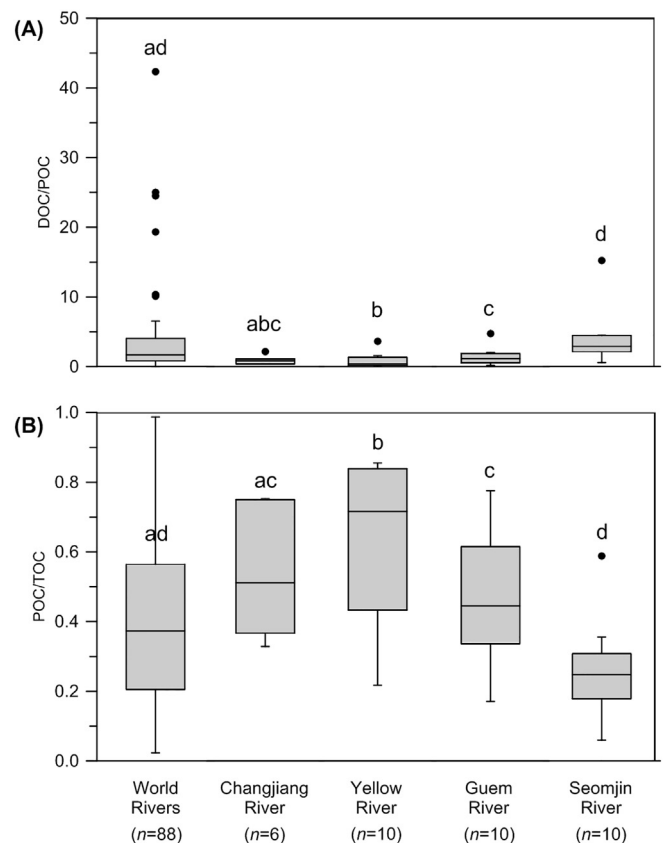 (A)
50
40
30
20
10
0
DOC/POC
ad
abc
b
c
d
(B)
1.0
0.8
0.6
0.4
0.2
0.0
POC/TOC
ad
ac
b
c
d
World Changjiang Yellow Guem Seomjin
Rivers River River River River
(n=88) (n=6) (n=10) (n=10) (n=10)